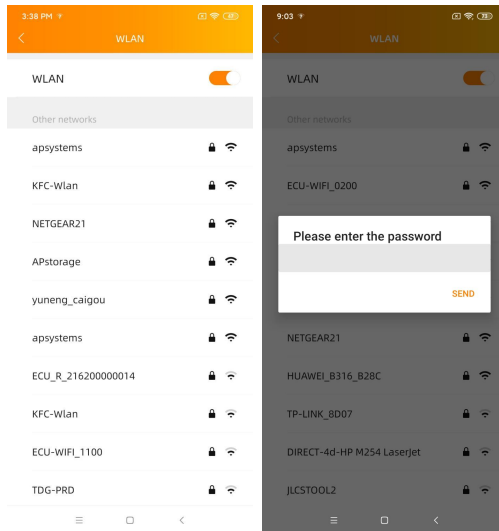 3:38 PM
67
WLAN
WLAN
Other networks
apsystems
KFC-Wlan
NETGEAR21
APstorage
yuneng_caigou
apsystems
ECU_R_216200000014
KFC-Wlan
ECU-WIFI_1100
TDG-PRD
9:03
WLAN
WLAN
Other networks
apsystems
ECU-WIFI_0200
Please enter the password
SEND
NETGEAR21
HUAWEI_B316_B28C
TP-LINK_8D07
DIRECT-4d-HP M254 LaserJet
JLCSTOOL2